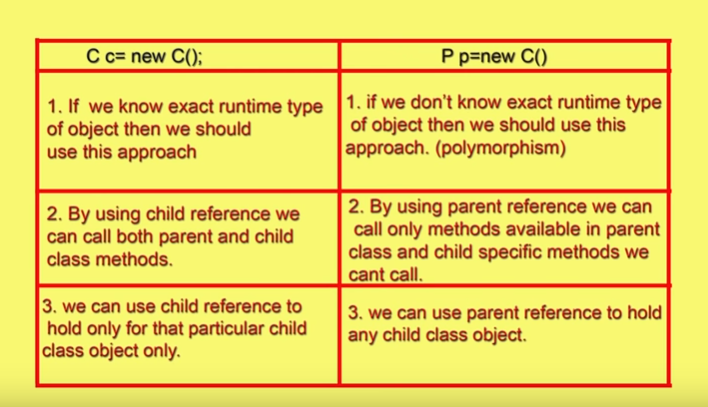 C c= new C();
P p=new C()
1. If we know exact runtime type
of object then we should
use this approach
1. if we don't know exact runtime type
of object then we should use this
approach. (polymorphism)
2. By using child reference we
can call both parent and child
class methods.
2. By using parent reference we can
call only methods available in parent
class and child specific methods we
cant call.
3. we can use child reference to
hold only for that particular child
class object only.
3. we can use parent reference to hold
any child class object.